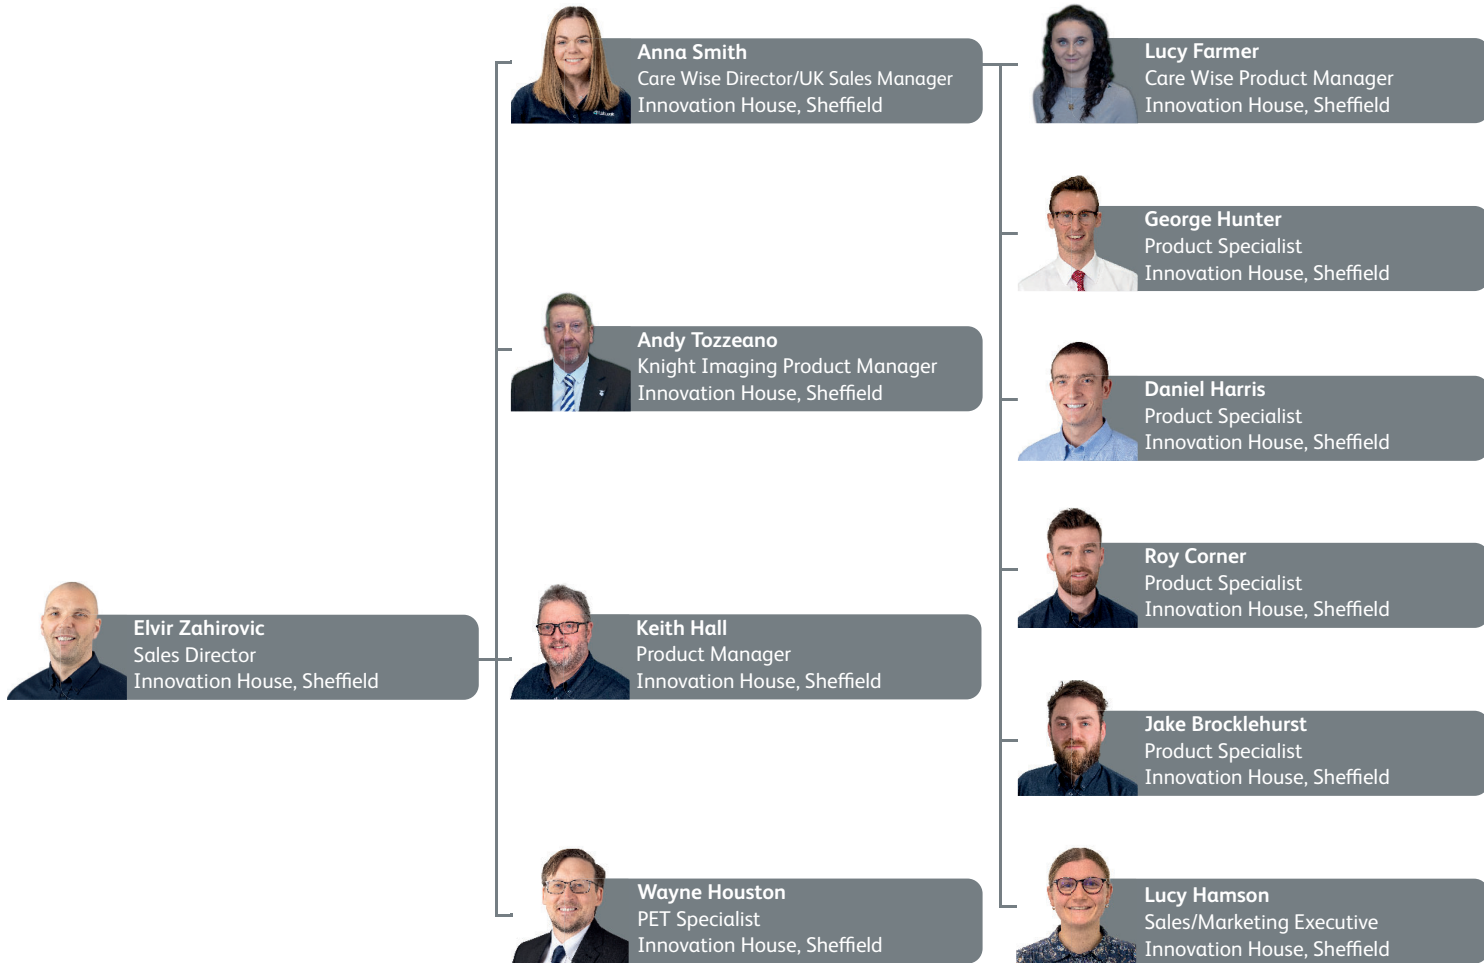 Anna Smith
Care Wise Director/UK Sales Manager
Innovation House, Sheffield
Lucy Farmer
Care Wise Product Manager
Innovation House, Sheffield
George Hunter
Product Specialist
Innovation House, Sheffield
Andy Tozzeano
Knight Imaging Product Manager
Innovation House, Sheffield
Daniel Harris
Product Specialist
Innovation House, Sheffield
Roy Corner
Product Specialist
Innovation House, Sheffield
Elvir Zahirovic
Sales Director
Innovation House, Sheffield
Keith Hall
Product Manager
Innovation House, Sheffield
Jake Brocklehurst
Product Specialist
Innovation House, Sheffield
Wayne Houston
PET Specialist
Innovation House, Sheffield
Lucy Hamson
Sales/Marketing Executive
Innovation House, Sheffield